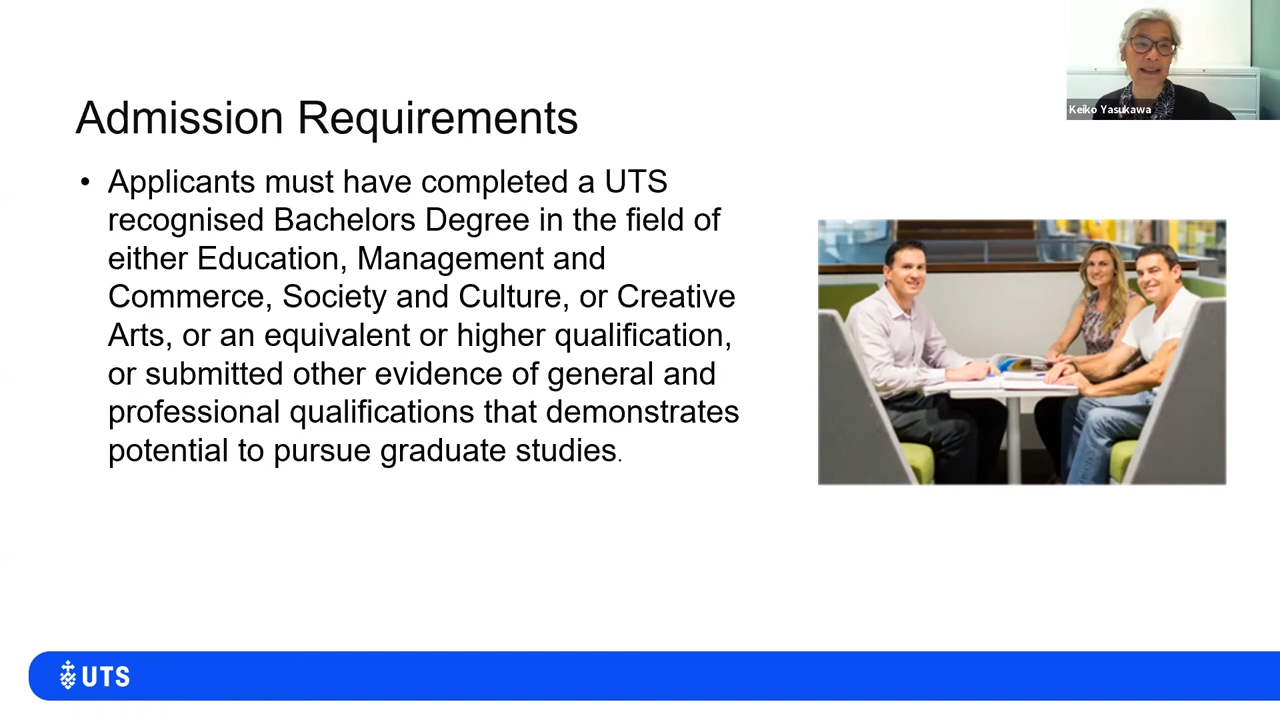 Keiko Yasukawa
Admission Requirements
• Applicants must have completed a UTS
recognised Bachelors Degree in the field of
either Education, Management and
Commerce, Society and Culture, or Creative
Arts, or an equivalent or higher qualification,
or submitted other evidence of general and
professional qualifications that demonstrates
potential to pursue graduate studies.
UTS